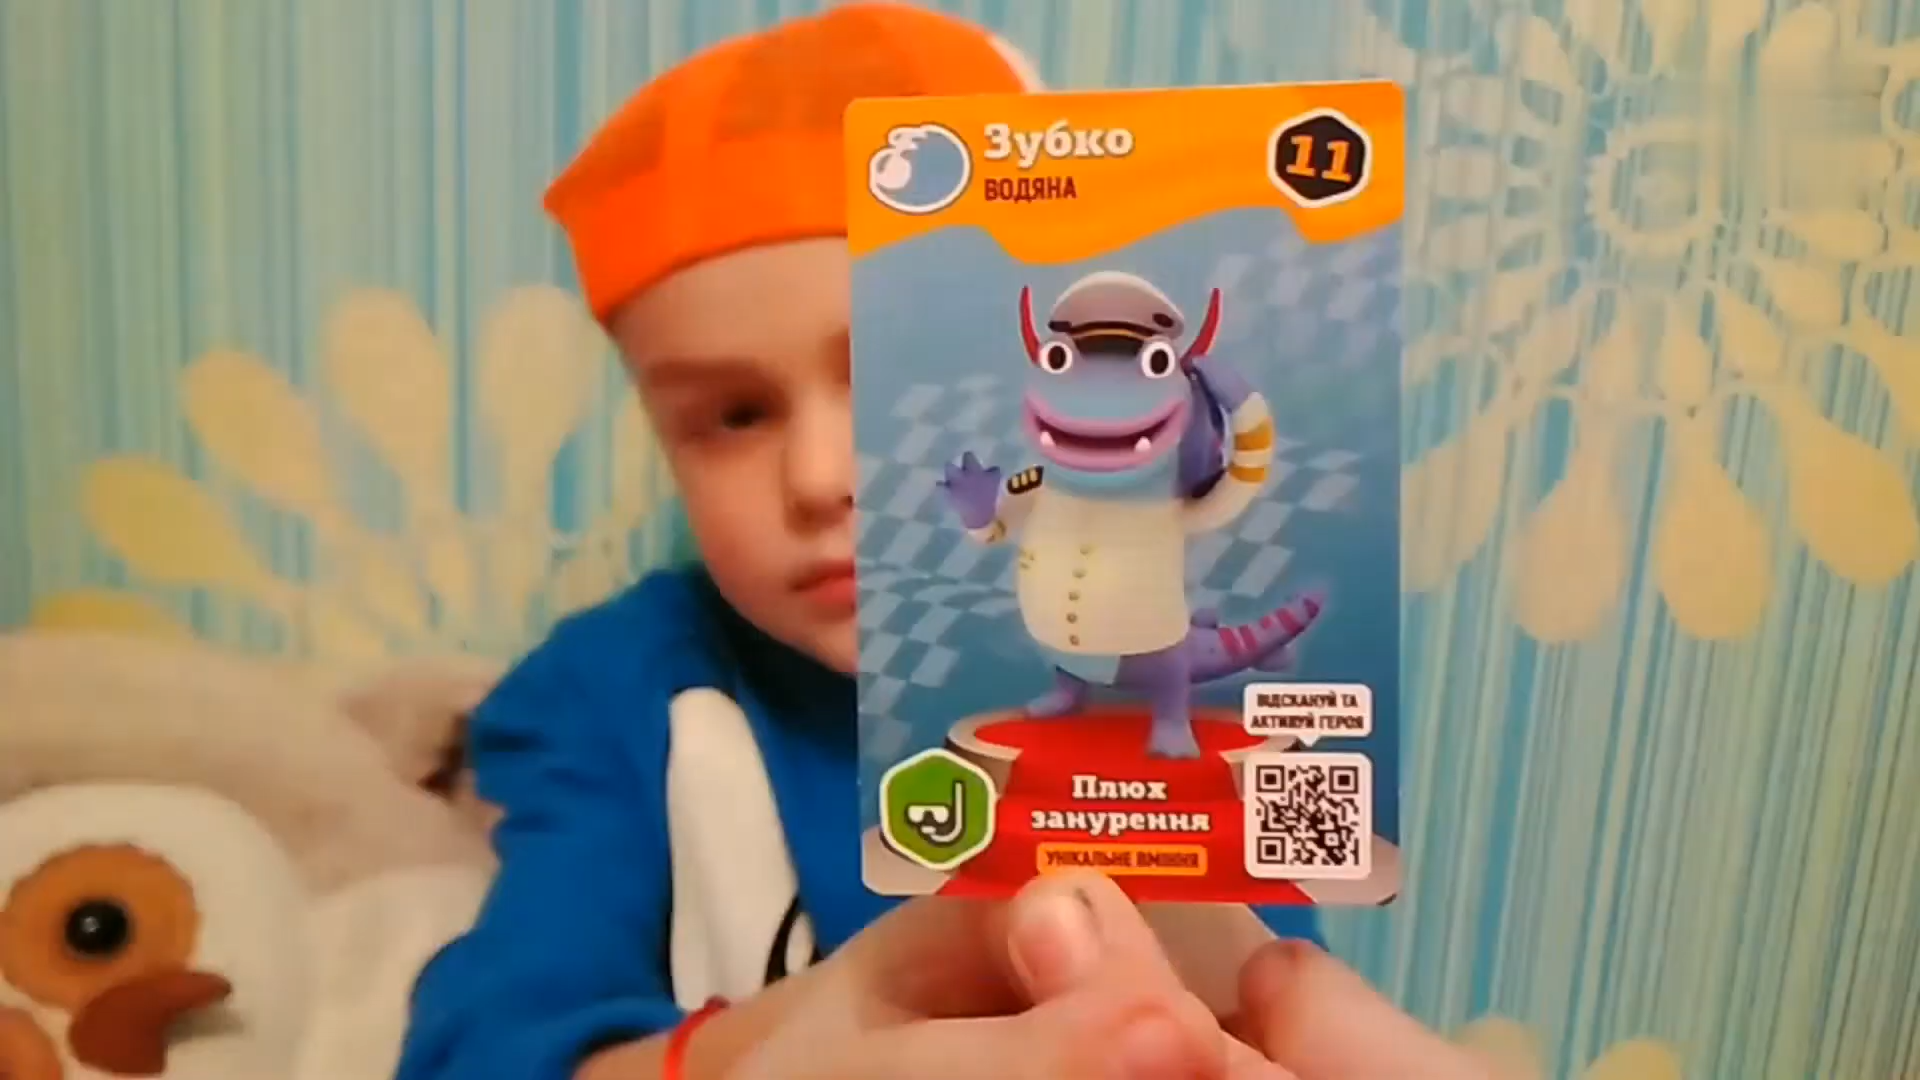 Зубко
ВОДЯНА
11
ВІДСКАНУЙ ТА
АКТИВУЙ ГЕРОЯ
Плюх
занурення
УНІКАЛЬНЕ ВМІННЯ